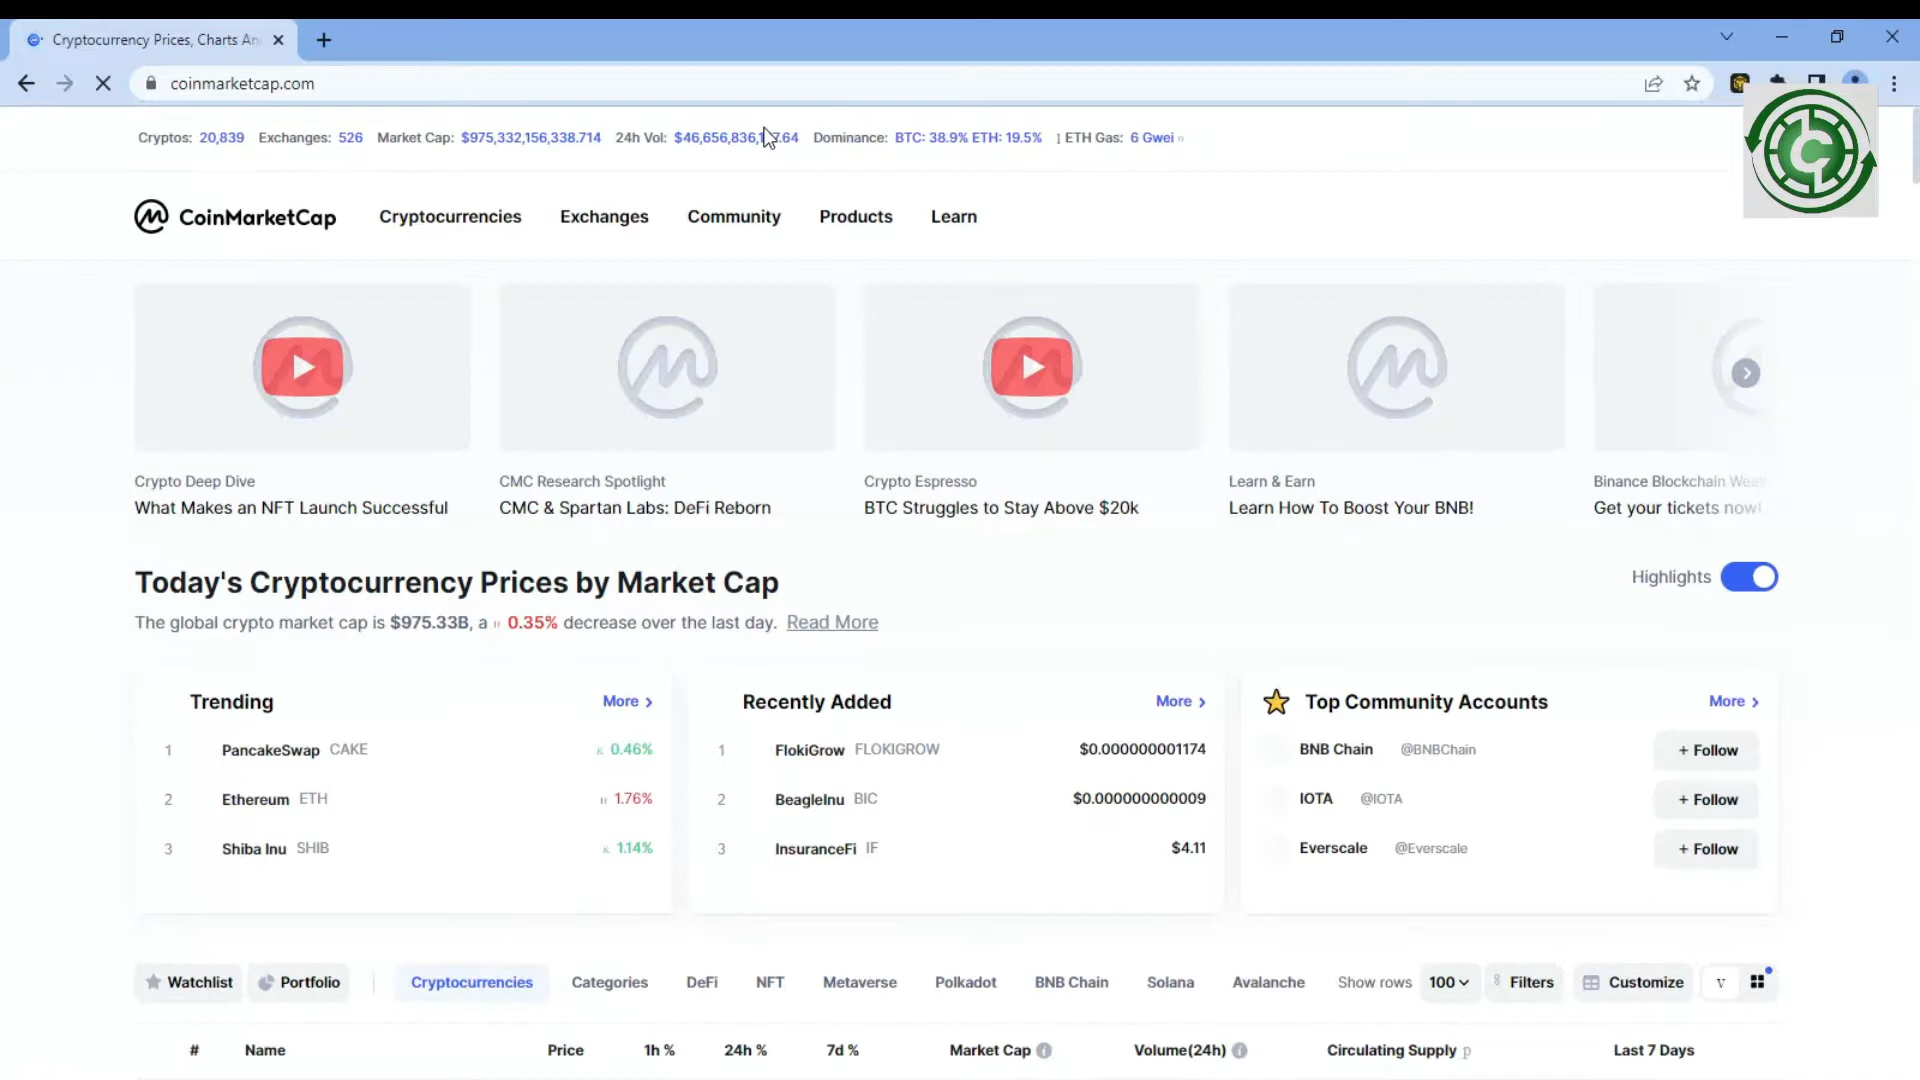 Cryptocurrency Prices, Charts An
coinmarketcap.com
Cryptos: 20,839 Exchanges: 526 Market Cap: $975,332,156,338.714 24h Vol: Dominance: BTC: 38.9% ETH: 19.5% ETH Gas: 6 Gwei
CoinMarketCap Cryptocurrencies Exchanges Community Products Learn
Crypto Deep Dive
What Makes an NFT Launch Successful
CMC Research Spotlight
CMC & Spartan Labs: DeFi Reborn
Crypto Espresso
BTC Struggles to Stay Above $20k
Learn & Earn
Learn How To Boost Your BNB!
Binance Blockchain Wee
Get your tickets now!
Today's Cryptocurrency Prices by Market Cap
Highlights
The global crypto market cap is $975.33B, a 0.35% decrease over the last day. Read More
Trending More
1 PancakeSwap CAKE 0.46%
2 Ethereum ETH 1.76%
3 Shiba Inu SHIB 1.14%
Recently Added More
1 FlokiGrow FLOKIGROW $0.000000001174
2 BeagleInu BIC $0.000000000009
3 InsuranceFi IF $4.11
Top Community Accounts More
BNB Chain @BNBChain + Follow
IOTA @IOTA + Follow
Everscale @Everscale + Follow
Watchlist Portfolio Cryptocurrencies Categories DeFi NFT Metaverse Polkadot BNB Chain Solana Avalanche Show rows 100 Filters Customize
# Name Price 1h % 24h % 7d % Market Cap Volume(24h) Circulating Supply Last 7 Days